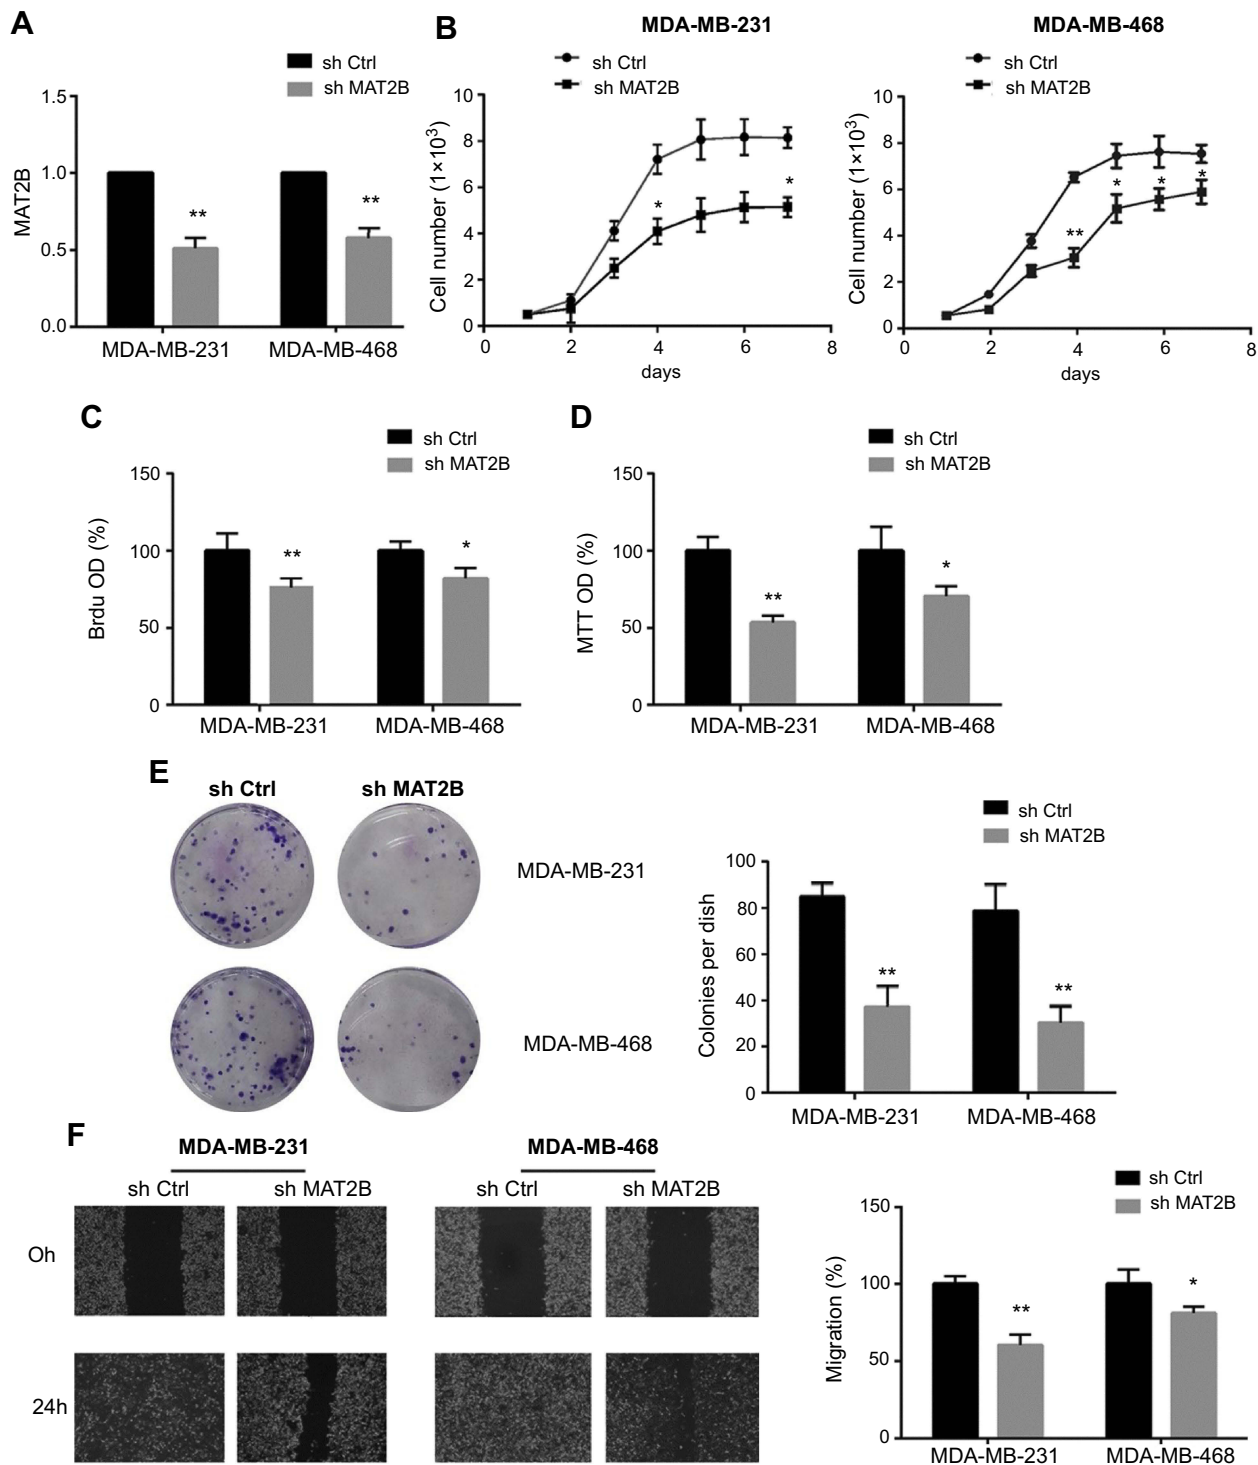 A
sh Ctrl
sh MAT2B
MAT2B
1.5
1.0
0.5
0.0
**
**
MDA-MB-231 MDA-MB-468
B
MDA-MB-231
sh Ctrl
sh MAT2B
Cell number (1×10³)
10
8
6
4
2
0
*
*
0 2 4 6 8
days
MDA-MB-468
sh Ctrl
sh MAT2B
Cell number (1×10³)
10
8
6
4
2
0
**
*
*
*
0 2 4 6 8
days
C
sh Ctrl
sh MAT2B
Brdu OD (%)
150
100
50
0
**
*
MDA-MB-231 MDA-MB-468
D
sh Ctrl
sh MAT2B
MTT OD (%)
150
100
50
0
**
*
MDA-MB-231 MDA-MB-468
E
sh Ctrl sh MAT2B
MDA-MB-231
MDA-MB-468
sh Ctrl
sh MAT2B
Colonies per dish
100
80
60
40
20
0
**
**
MDA-MB-231 MDA-MB-468
F
MDA-MB-231 MDA-MB-468
sh Ctrl sh MAT2B sh Ctrl sh MAT2B
Oh
24h
sh Ctrl
sh MAT2B
Migration (%)
150
100
50
0
**
*
MDA-MB-231 MDA-MB-468